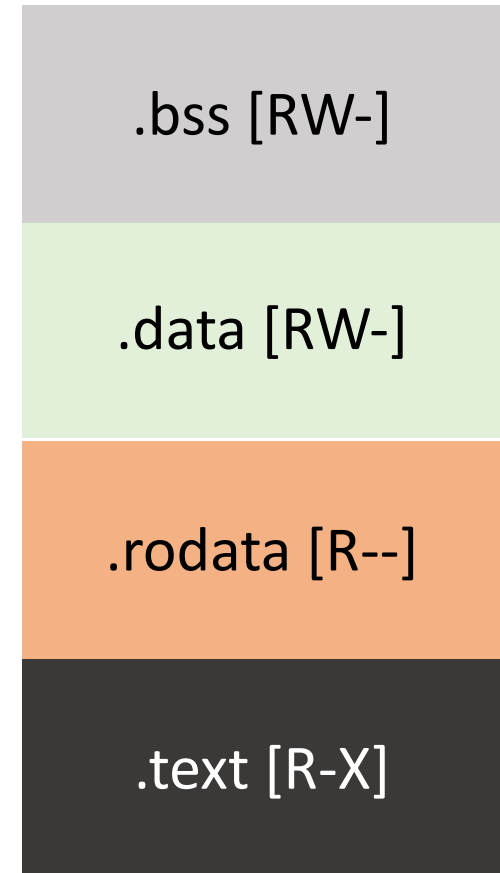 .bss [RW-]
.data [RW-]
.rodata [R--]
.text [R-X]